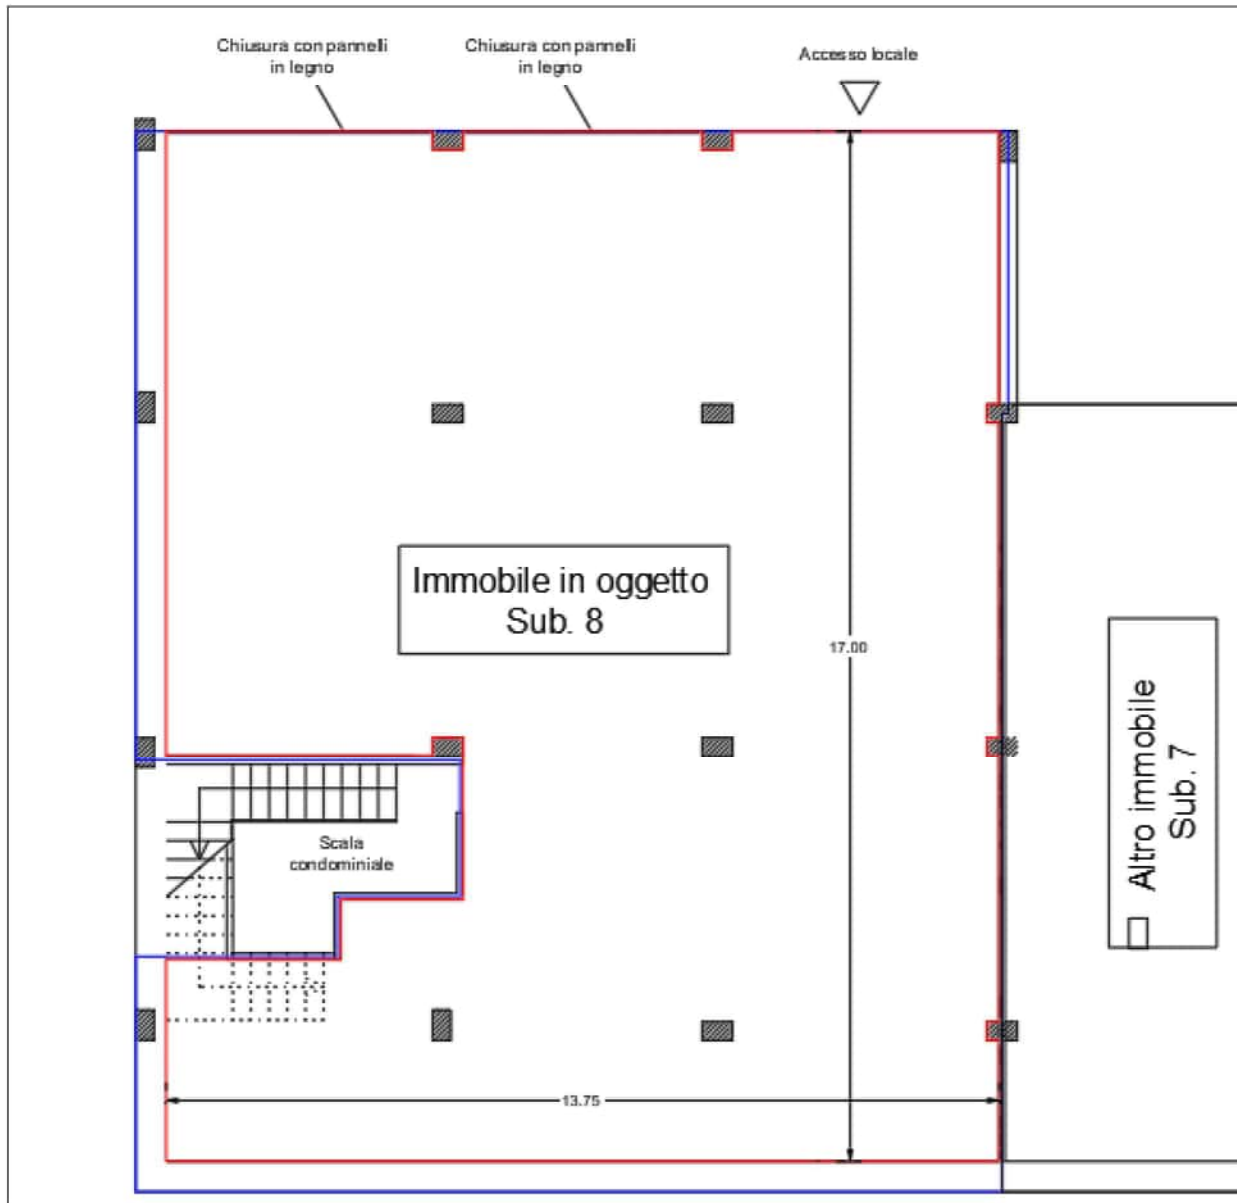 Chiusura con pannelli
in legno
Chiusura con pannelli
in legno
Accesso locale
Immobile in oggetto
Sub. 8
17.00
Altro immobile
Sub. 7
Scala
condominiale
13.75